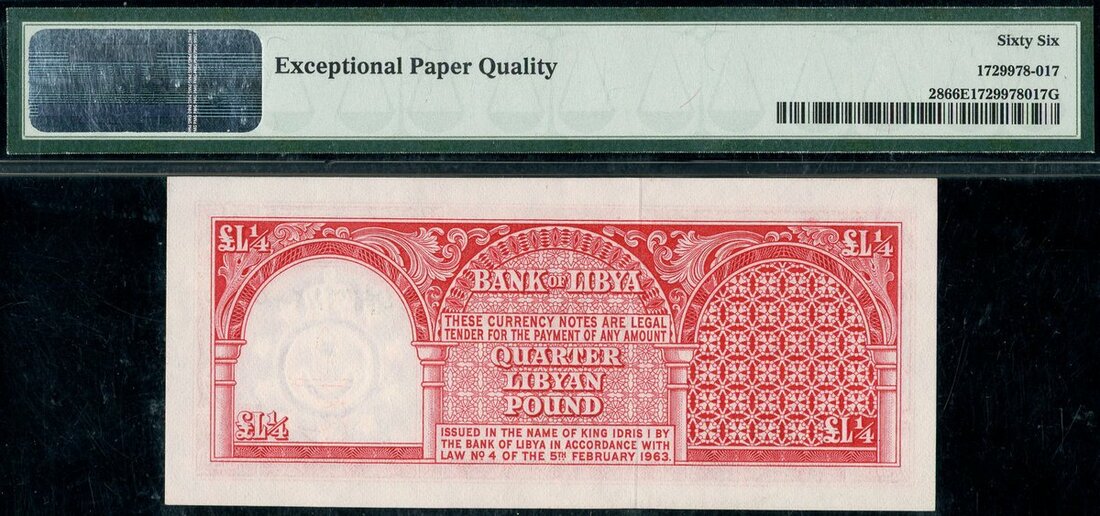 Exceptional Paper Quality
Sixty Six
1729978-017
2866E1729978017G
£L¼
£L¼
BANK OF LIBYA
THESE CURRENCY NOTES ARE LEGAL
TENDER FOR THE PAYMENT OF ANY AMOUNT
QUARTER
LIBYAN
POUND
£L¼
£L¼
ISSUED IN THE NAME OF KING IDRIS I BY
THE BANK OF LIBYA IN ACCORDANCE WITH
LAW Nº 4 OF THE 5TH FEBRUARY 1963.